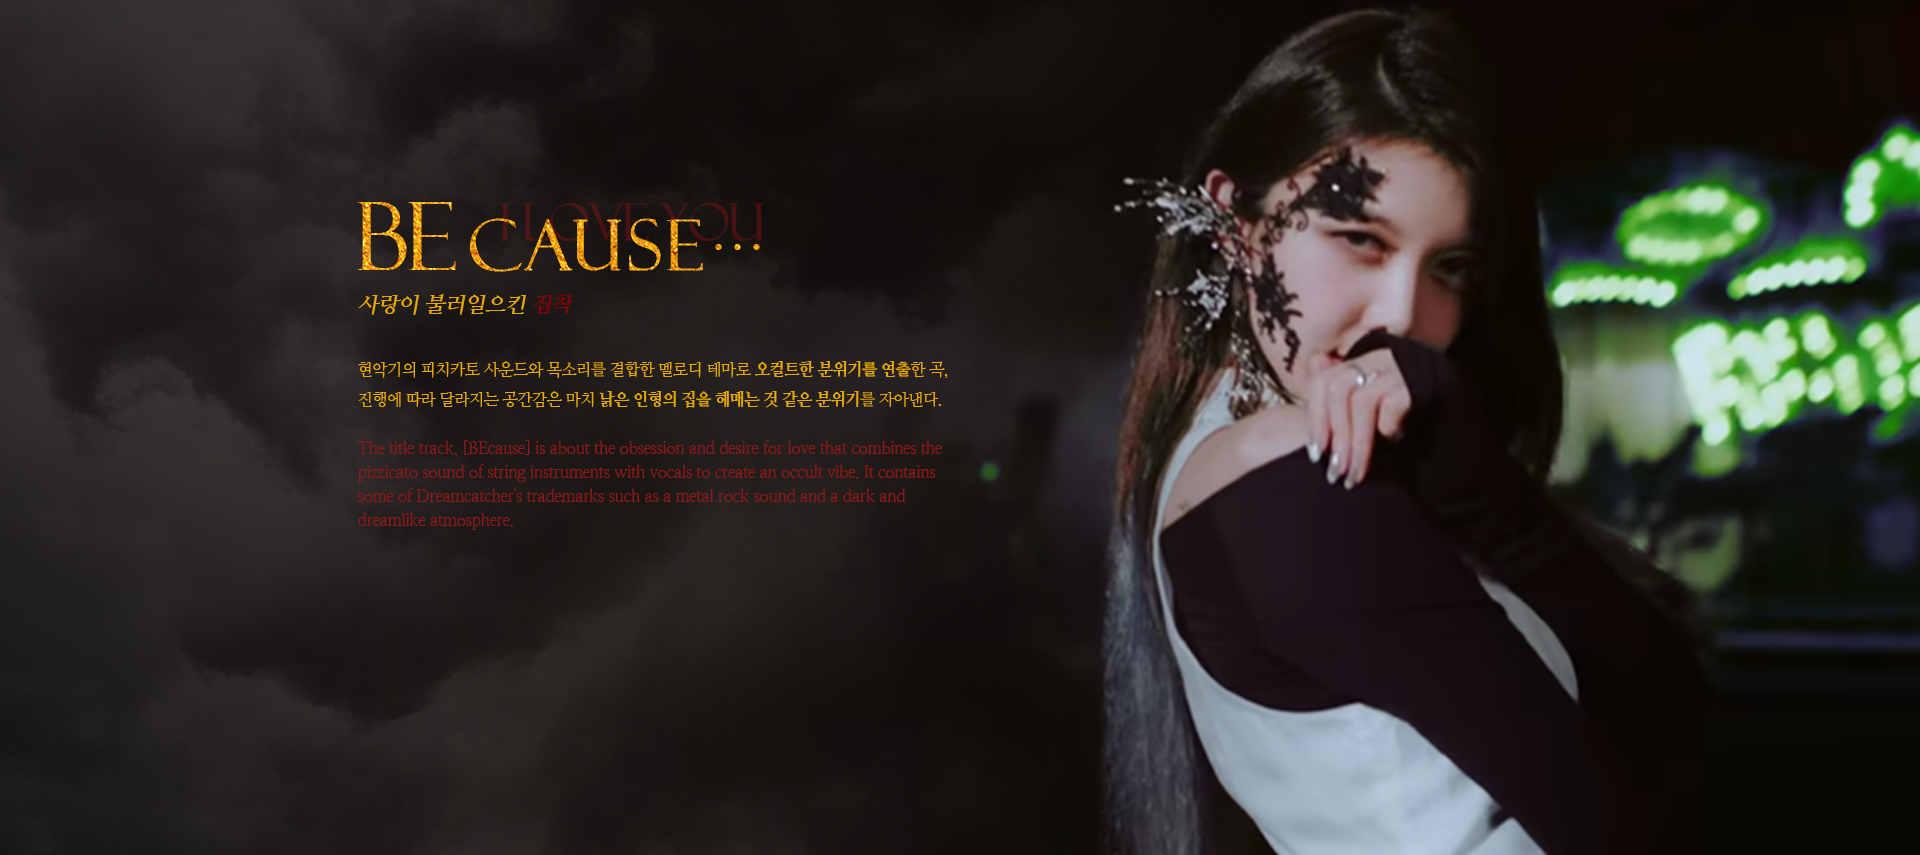 I LOVE YOU
BE CAUSE...
사랑이 불러일으킨 집착
현악기의 피치카토 사운드와 목소리를 결합한 멜로디 테마로 오컬트한 분위기를 연출한 곡,
진행에 따라 달라지는 공간감은 마치 낡은 인형의 집을 헤매는 것 같은 분위기를 자아낸다.
The title track, [BEcause] is about the obsession and desire for love that combines the
pizzicato sound of string instruments with vocals to create an occult vibe. It contains
some of Dreamcatcher's trademarks such as a metal rock sound and a dark and
dreamlike atmosphere.